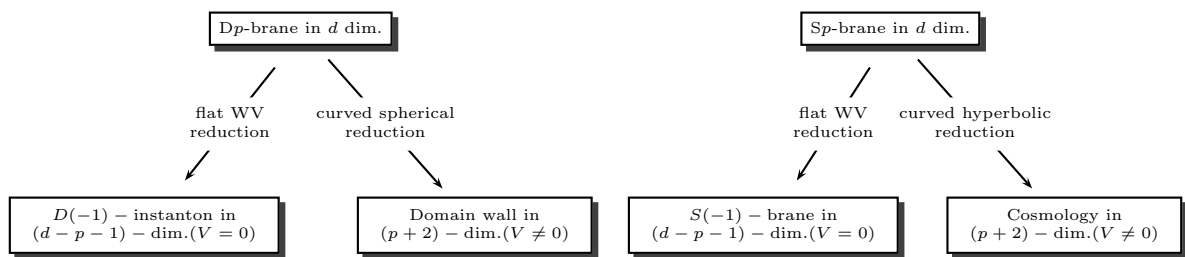 Dp-brane in d dim.
flat WV
reduction
curved spherical
reduction
D(−1) − instanton in
(d − p − 1) − dim.(V = 0)
Domain wall in
(p + 2) − dim.(V ≠ 0)
Sp-brane in d dim.
flat WV
reduction
curved hyperbolic
reduction
S(−1) − brane in
(d − p − 1) − dim.(V = 0)
Cosmology in
(p + 2) − dim.(V ≠ 0)